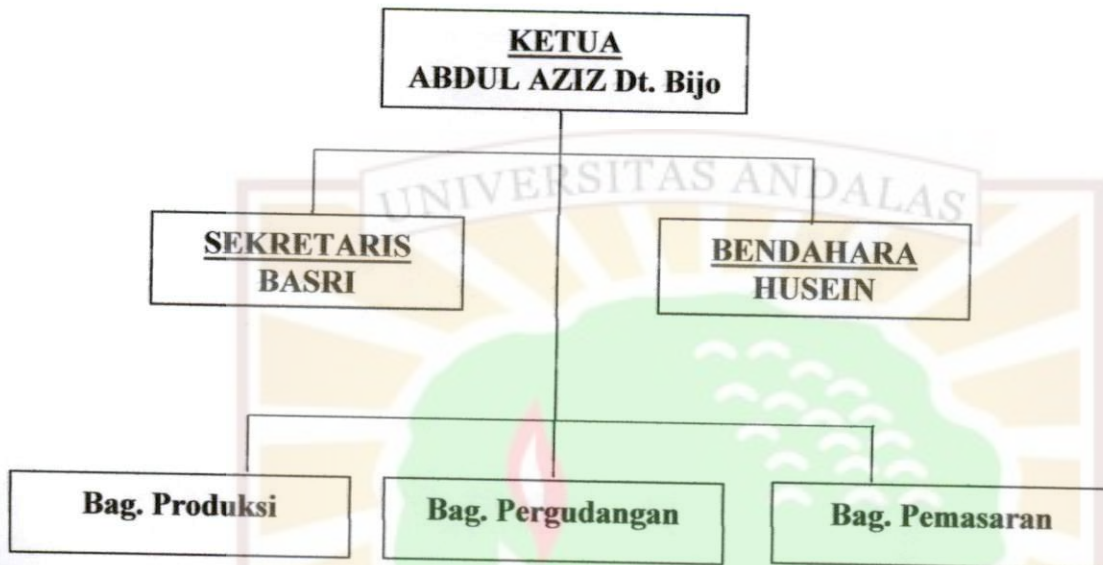 KETUA
ABDUL AZIZ Dt. Bijo
UNIVERSITAS ANDALAS
SEKRETARIS
BASRI
BENDAHARA
HUSEIN
Bag. Produksi
Bag. Pergudangan
Bag. Pemasaran